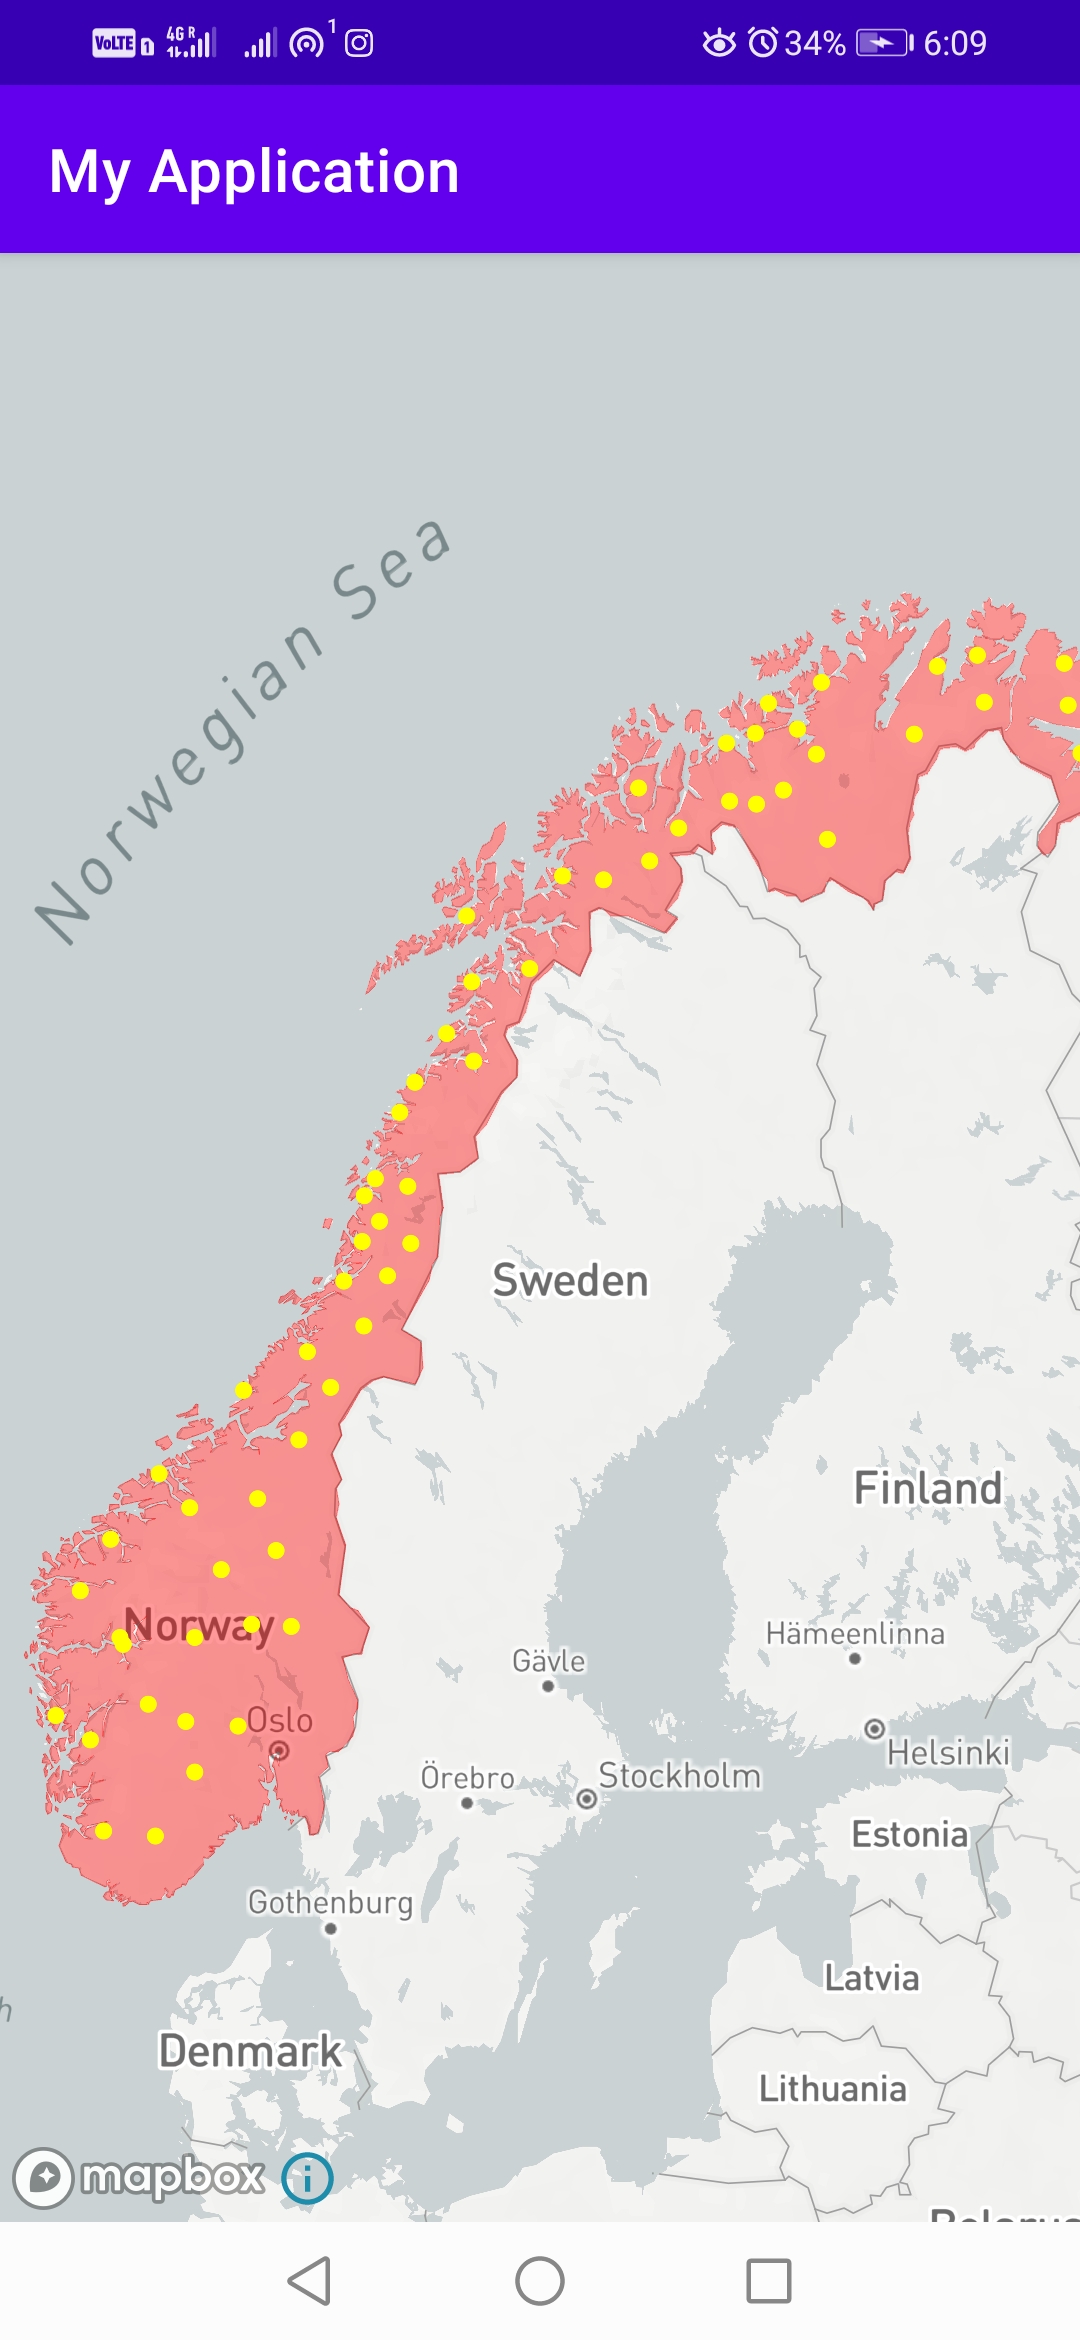 VoLTE 1 4G R 1 34% 6:09
My Application
Norwegian Sea
Sweden
Finland
Norway
Hämeenlinna
Gävle
Oslo
Helsinki
Örebro
Stockholm
Estonia
Gothenburg
Latvia
Denmark
Lithuania
mapbox i